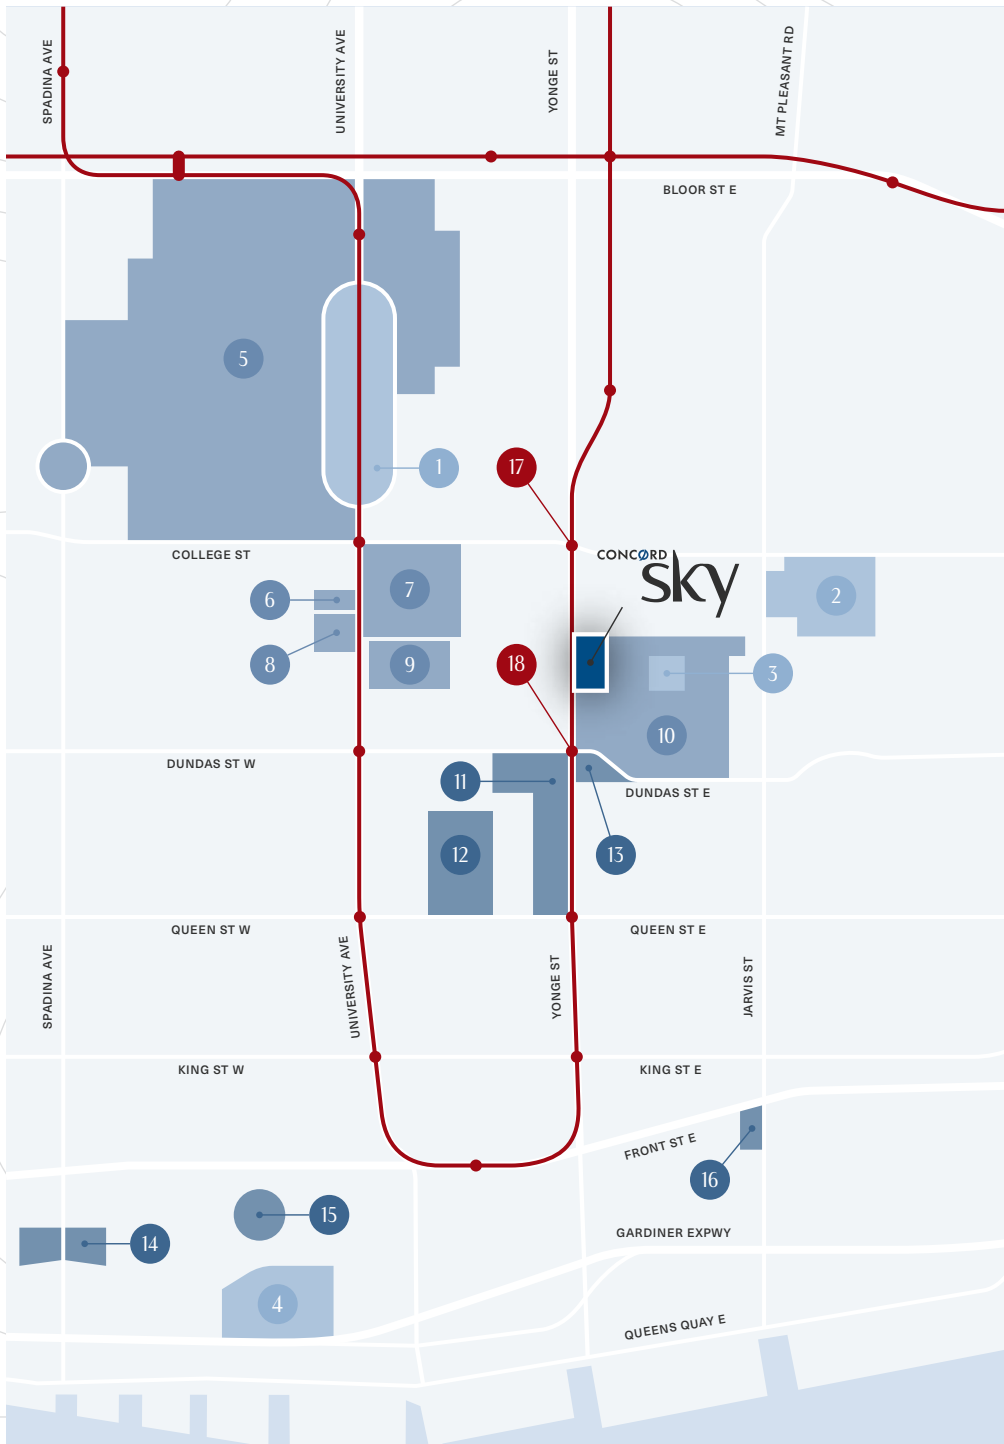 SPADINA AVE
UNIVERSITY AVE
YONGE ST
MT PLEASANT RD
BLOOR ST E
5
1
17
COLLEGE ST
CONCORD
sky
6
7
2
8
9
18
3
10
DUNDAS ST W
11
DUNDAS ST E
12
13
QUEEN ST W
QUEEN ST E
SPADINA AVE
UNIVERSITY AVE
YONGE ST
JARVIS ST
KING ST W
KING ST E
FRONT ST E
16
15
14
GARDINER EXPWY
4
QUEENS QUAY E